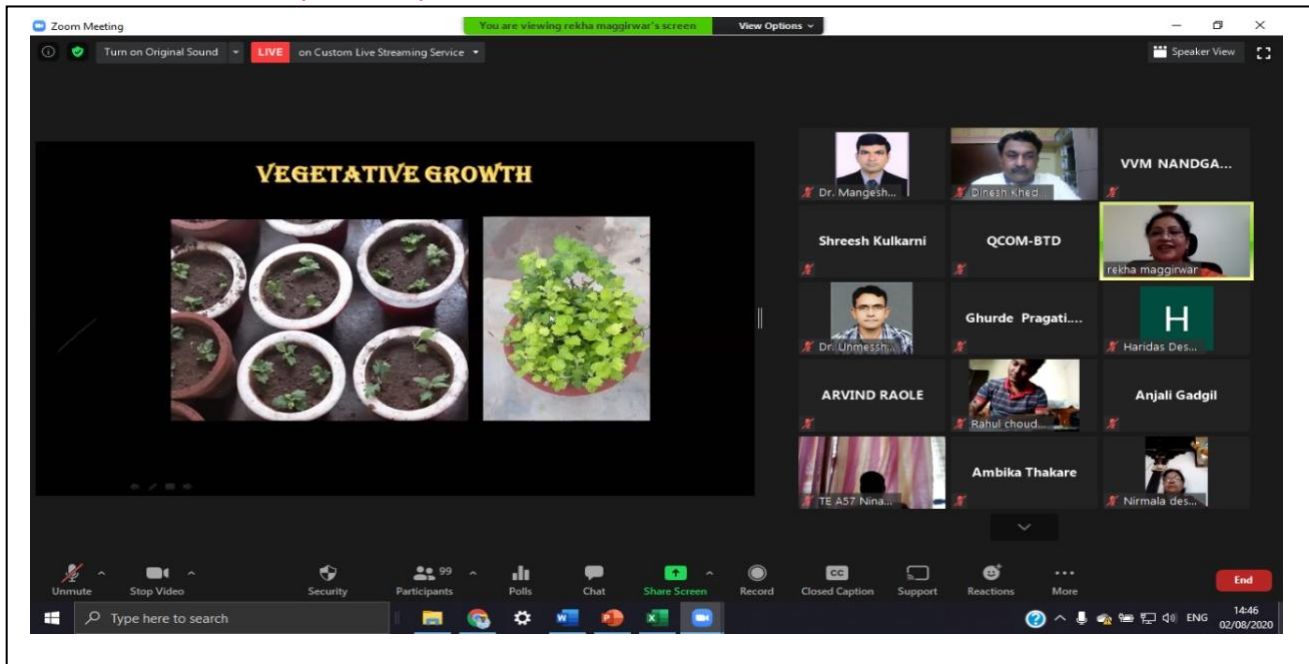 Zoom Meeting
You are viewing rekha maggirwar's screen
View Options
Turn on Original Sound
LIVE on Custom Live Streaming Service
Speaker View
VEGETATIVE GROWTH
Dr. Mangesh...
Dinesh Khed...
VVM NANDGA...
Shreesh Kulkarni
QCOM-BTD
rekha maggirwar
Dr. Unmessh...
Ghurde Pragati....
H
Haridas Des...
ARVIND RAOLE
Rahul choud...
Anjali Gadgil
TE A57 Nina...
Ambika Thakare
Nirmala des...
Unmute
Stop Video
Security
Participants
99
Polls
Chat
Share Screen
Record
CC
Closed Caption
Support
Reactions
More
End
Type here to search
ENG
14:46
02/08/2020